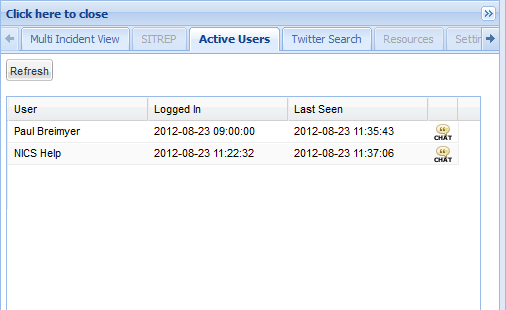 Click here to close
Multi Incident View SITREP Active Users Twitter Search Resources
Refresh
User Logged In Last Seen
Paul Breimyer 2012-08-23 09:00:00 2012-08-23 11:35:43 CHAT
NICS Help 2012-08-23 11:22:32 2012-08-23 11:37:06 CHAT